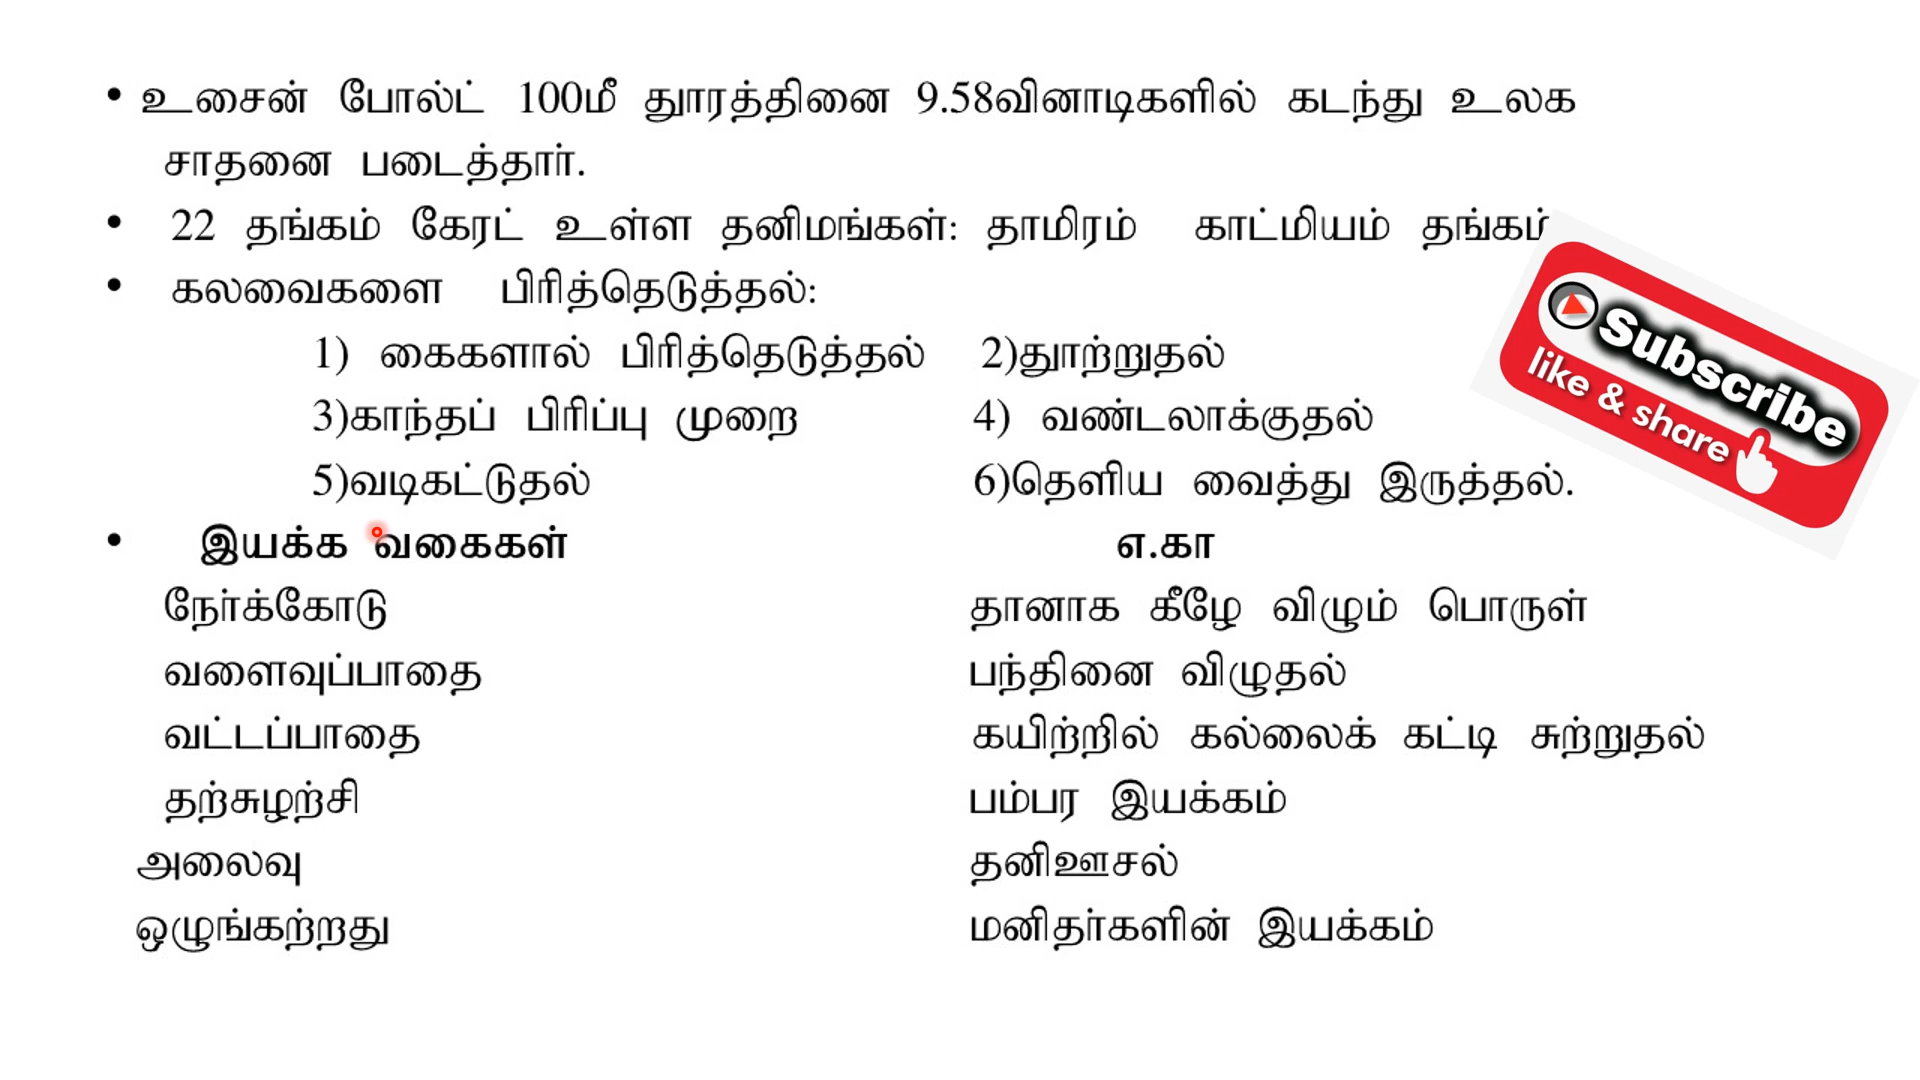 • உசைன் போல்ட் 100மீ தூரத்தினை 9.58வினாடிகளில் கடந்து உலக
சாதனை படைத்தார்.
• 22 தங்கம் கேரட் உள்ள தனிமங்கள்: தாமிரம் காட்மியம் தங்கம்
• கலவைகளை பிரித்தெடுத்தல்:
1) கைகளால் பிரித்தெடுத்தல் 2)தூற்றுதல்
3)காந்தப் பிரிப்பு முறை 4) வண்டலாக்குதல்
5)வடிகட்டுதல் 6)தெளிய வைத்து இருத்தல்.
• இயக்க வகைகள் எ.கா
நேர்க்கோடு தானாக கீழே விழும் பொருள்
வளைவுப்பாதை பந்தினை விழுதல்
வட்டப்பாதை கயிற்றில் கல்லைக் கட்டி சுற்றுதல்
தற்சுழற்சி பம்பர இயக்கம்
அலைவு தனிஊசல்
ஒழுங்கற்றது மனிதர்களின் இயக்கம்
Subscribe
like & share